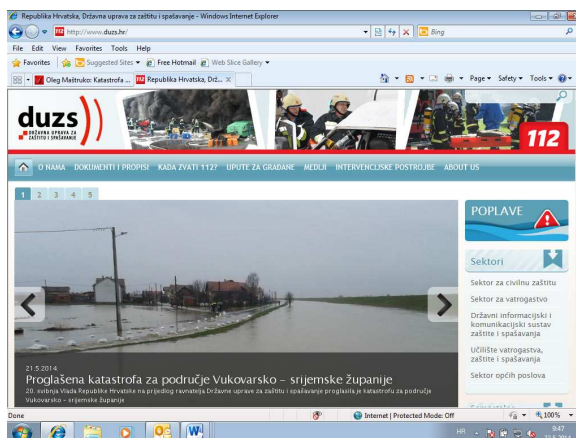 Republika Hrvatska, Državna uprava za zaštitu i spašavanje - Windows Internet Explorer
http://www.duzs.hr/
Bing
File Edit View Favorites Tools Help
Favorites Suggested Sites Free Hotmail Web Slice Gallery
Oleg Maštruko: Katastrofa ... 112 Republika Hrvatska, Drž... Page Safety Tools
duzs
DRŽAVNA UPRAVA ZA
ZAŠTITU I SPAŠAVANJE
112
O NAMA DOKUMENTI I PROPISI KADA ZVATI 112? UPUTE ZA GRAĐANE MEDIJI INTERVENCIJSKE POSTROJBE ABOUT US
1 2 3 4 5
POPLAVE
Sektori
Sektor za civilnu zaštitu
Sektor za vatrogastvo
Državni informacijski i
komunikacijski sustav
zaštite i spašavanja
Učilište vatrogastva,
zaštite i spašavanja
Sektor općih poslova
21.5.2014.
Proglašena katastrofa za područje Vukovarsko - srijemske županije
20. svibnja Vlada Republike Hrvatske na prijedlog ravnatelja Državne uprave za zaštitu i spašavanje proglasila je katastrofu za područje
Vukovarsko - srijemske županije
Done Internet | Protected Mode: Off 100%
HR 9:47